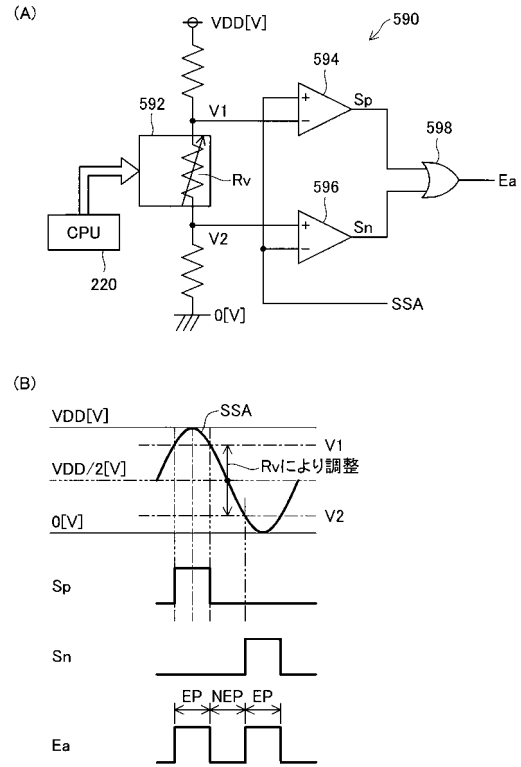 (A)
VDD[V]
590
592
V1
594
Sp
598
Rv
Ea
CPU
596
Sn
V2
220
0[V]
SSA
(B)
VDD[V]
SSA
V1
VDD/2[V]
Rvにより調整
0[V]
V2
Sp
Sn
EP NEP EP
Ea